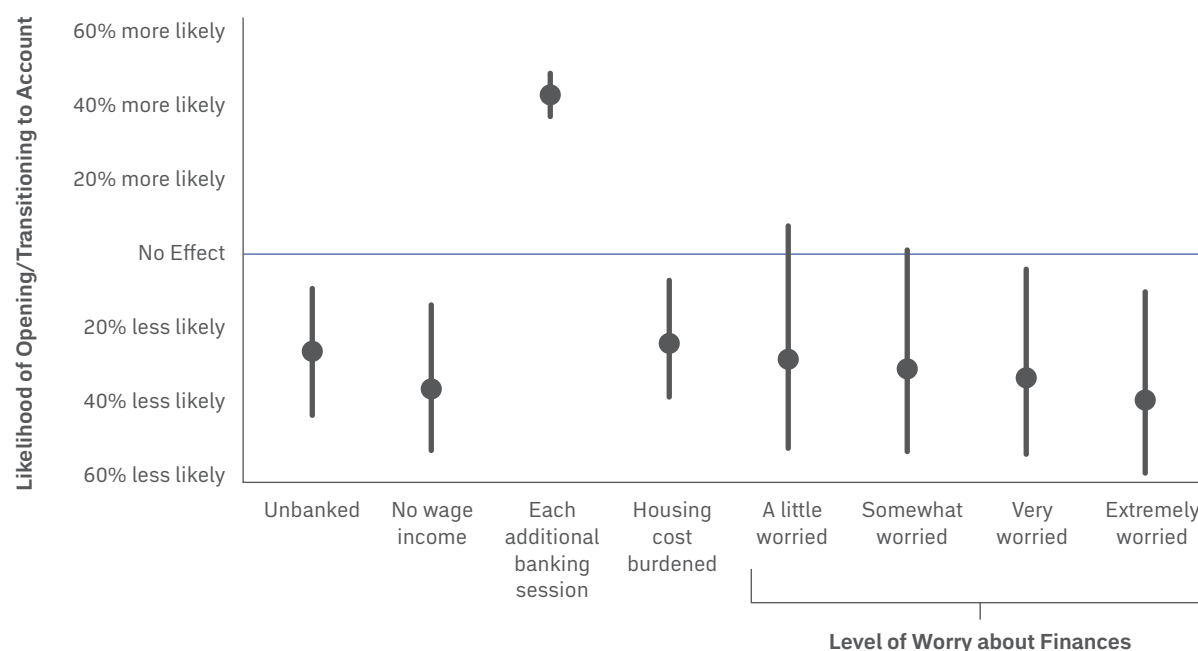 Likelihood of Opening/Transitioning to Account
60% more likely
40% more likely
20% more likely
No Effect
20% less likely
40% less likely
60% less likely
Unbanked
No wage
income
Each
additional
banking
session
Housing
cost
burdened
A little
worried
Somewhat
worried
Very
worried
Extremely
worried
Level of Worry about Finances